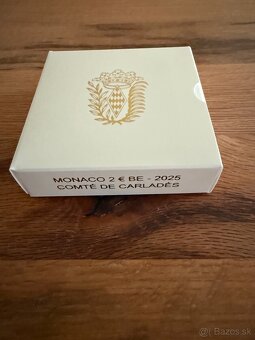 MONACO 2 € BE - 2025
COMTÉ DE CARLADÈS
Bazos.sk